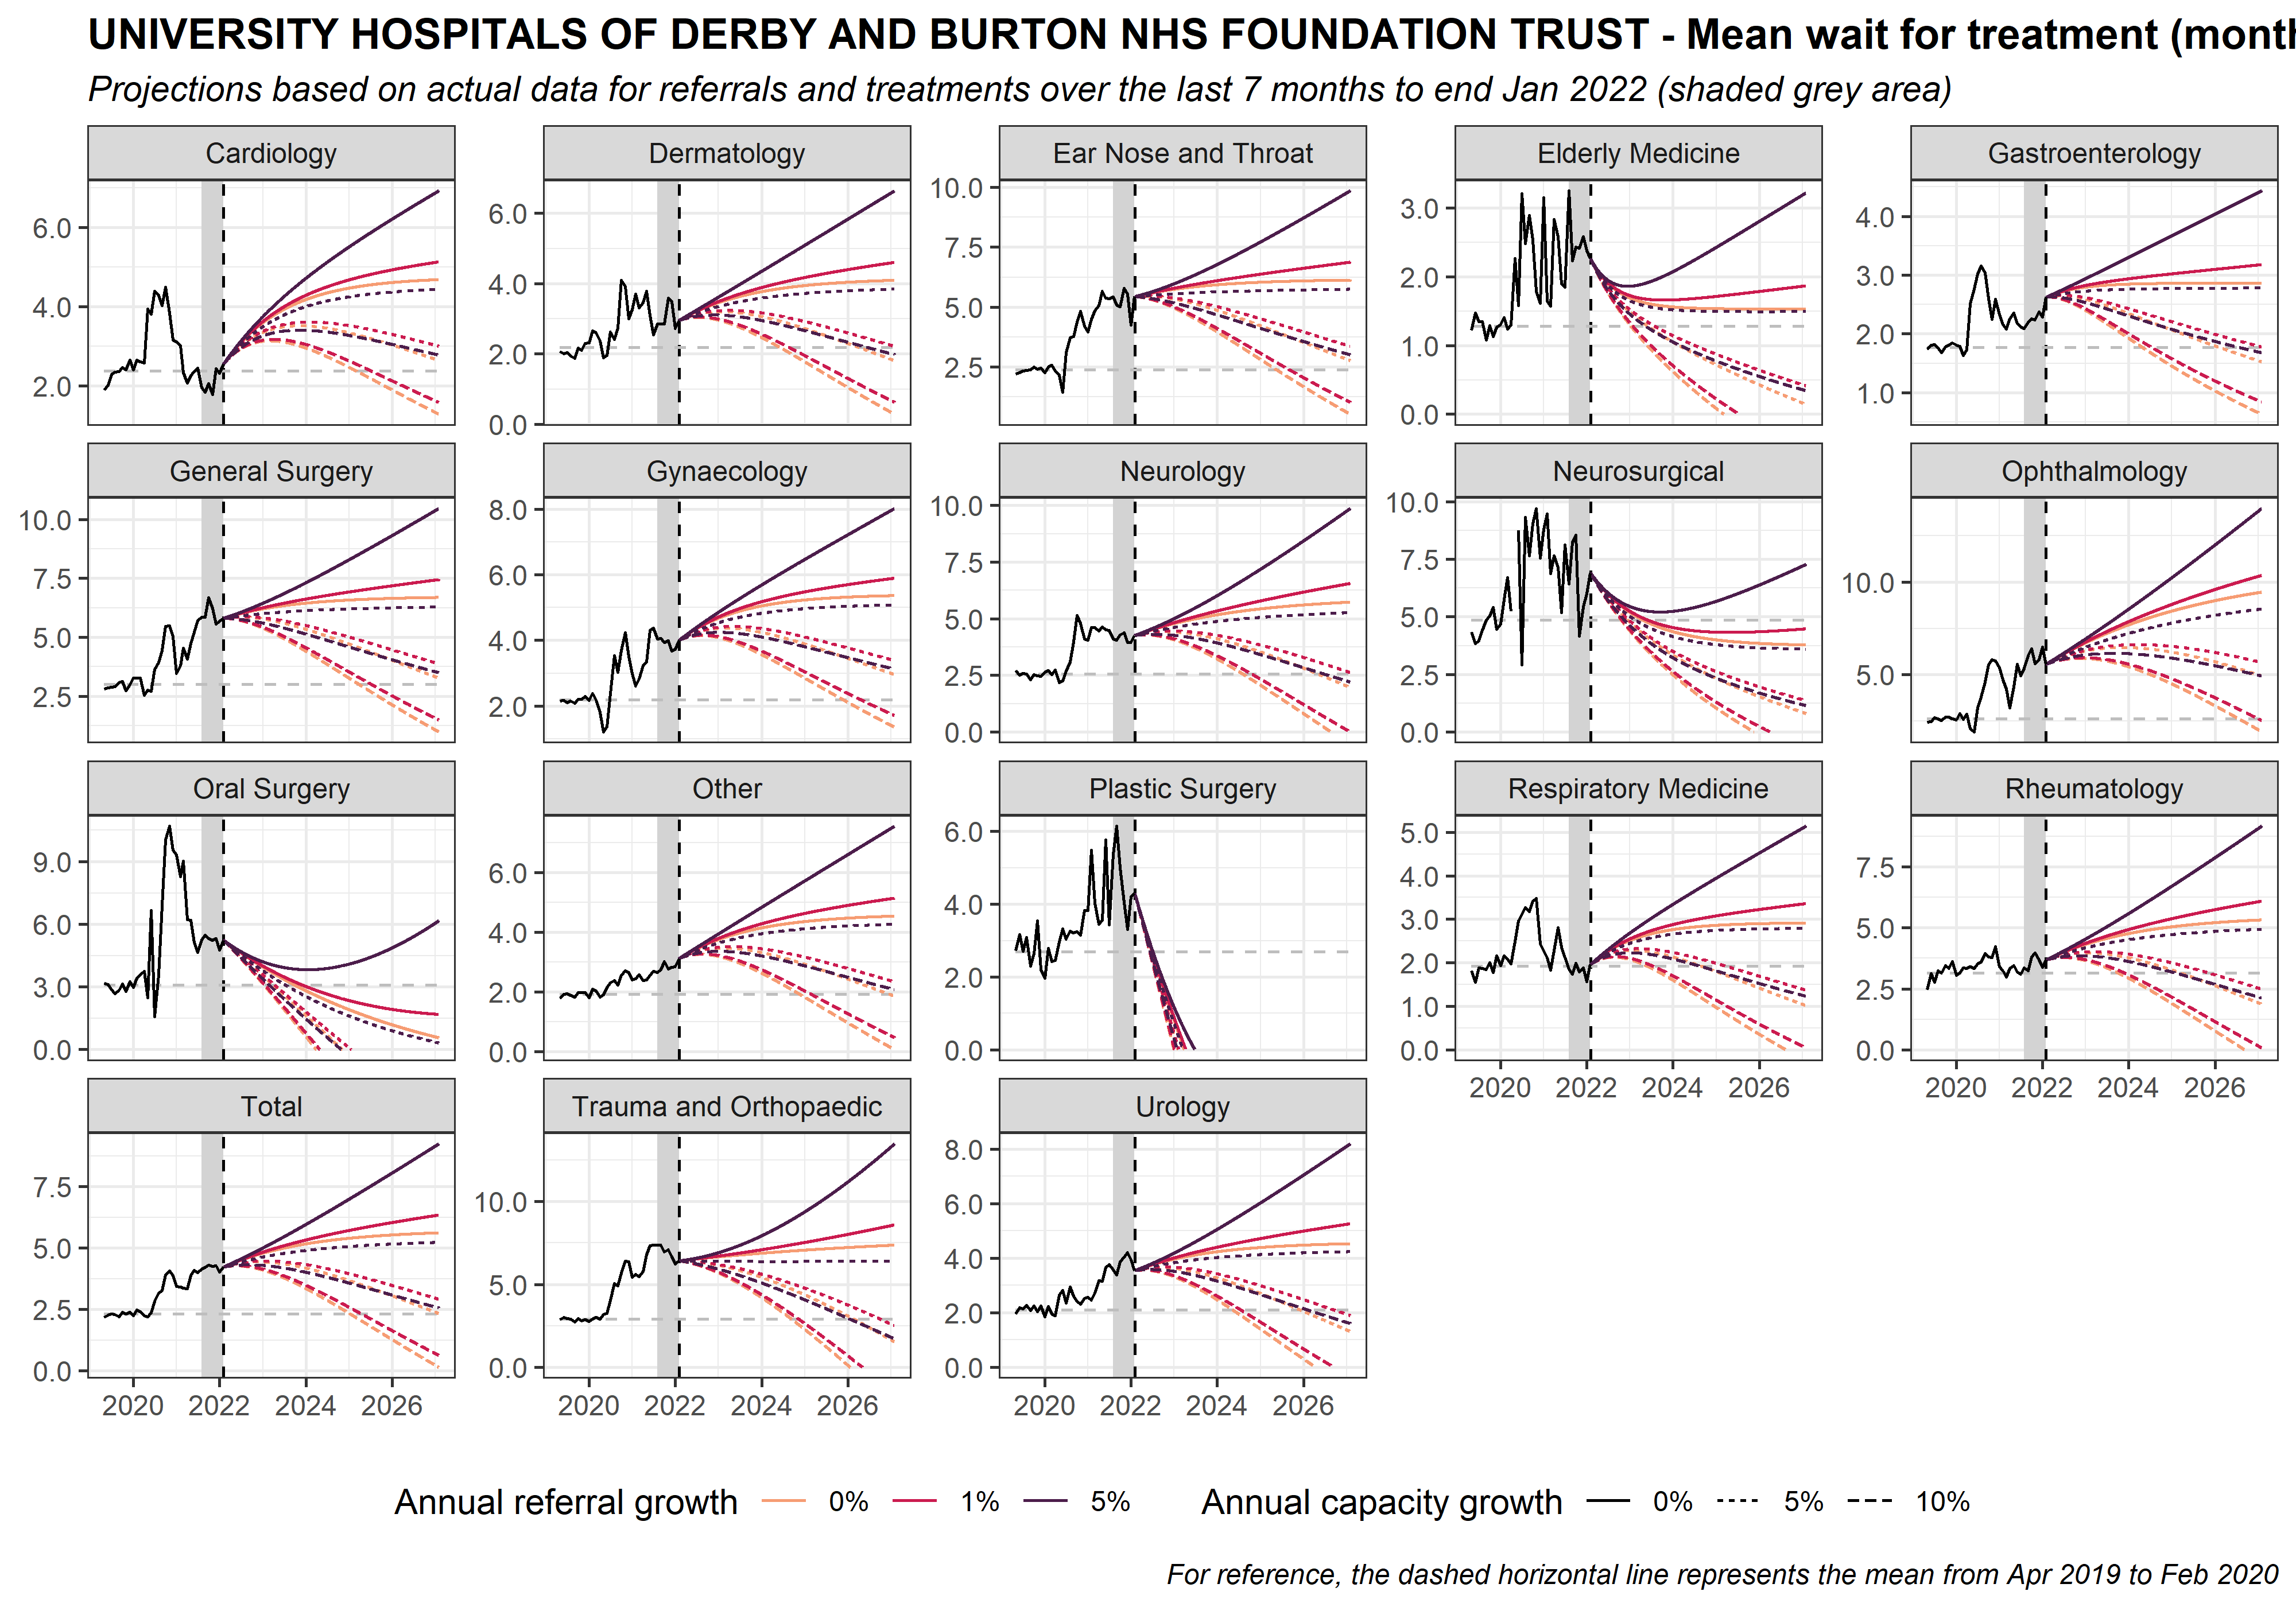 UNIVERSITY HOSPITALS OF DERBY AND BURTON NHS FOUNDATION TRUST - Mean wait for treatment (month
Projections based on actual data for referrals and treatments over the last 7 months to end Jan 2022 (shaded grey area)
Cardiology Dermatology Ear Nose and Throat Elderly Medicine Gastroenterology
6.0 4.0 2.0
6.0 4.0 2.0 0.0
10.0 7.5 5.0 2.5
3.0 2.0 1.0 0.0
4.0 3.0 2.0 1.0
General Surgery Gynaecology Neurology Neurosurgical Ophthalmology
10.0 7.5 5.0 2.5
8.0 6.0 4.0 2.0
10.0 7.5 5.0 2.5 0.0
10.0 7.5 5.0 2.5 0.0
10.0 5.0
Oral Surgery Other Plastic Surgery Respiratory Medicine Rheumatology
9.0 6.0 3.0 0.0
6.0 4.0 2.0 0.0
6.0 4.0 2.0 0.0
5.0 4.0 3.0 2.0 1.0 0.0
7.5 5.0 2.5 0.0
2020 2022 2024 2026 2020 2022 2024 2026
Total Trauma and Orthopaedic Urology
7.5 5.0 2.5 0.0
10.0 5.0 0.0
8.0 6.0 4.0 2.0 0.0
2020 2022 2024 2026 2020 2022 2024 2026 2020 2022 2024 2026
Annual referral growth 0% 1% 5% Annual capacity growth 0% 5% 10%
For reference, the dashed horizontal line represents the mean from Apr 2019 to Feb 2020